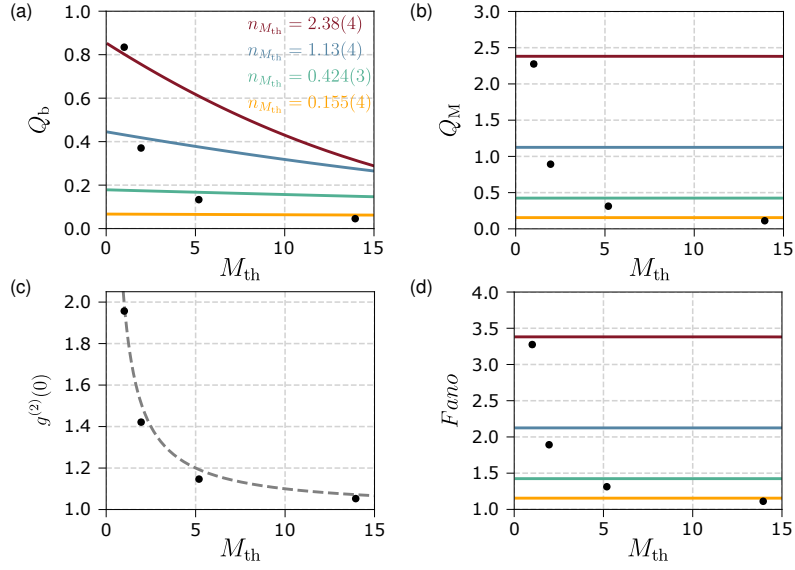 (a)
1.0
0.8
0.6
0.4
0.2
0.0
Q_b
n_{M_th} = 2.38(4)
n_{M_th} = 1.13(4)
n_{M_th} = 0.424(3)
n_{M_th} = 0.155(4)
0 5 10 15
M_th
(b)
3.0
2.5
2.0
1.5
1.0
0.5
0.0
Q_M
0 5 10 15
M_th
(c)
2.0
1.8
1.6
1.4
1.2
1.0
g^{(2)}(0)
0 5 10 15
M_th
(d)
4.0
3.5
3.0
2.5
2.0
1.5
1.0
Fano
0 5 10 15
M_th